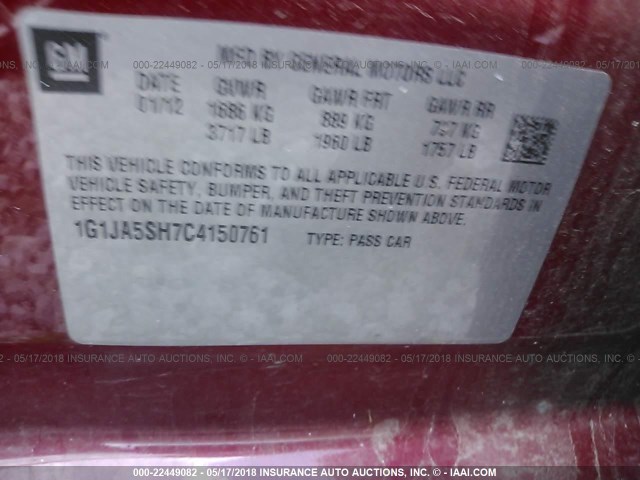 000-22449082 - 05/17/2018 INSURANCE AUTO AUCTIONS, INC. - © IAAI.COM
GM
MFD BY GENERAL MOTORS LLC
DATE GVWR GAWR FRT GAWR RR
01/12 1686 KG 889 KG 797 KG
3717 LB 1960 LB 1757 LB
THIS VEHICLE CONFORMS TO ALL APPLICABLE U.S. FEDERAL MOTOR
VEHICLE SAFETY, BUMPER, AND THEFT PREVENTION STANDARDS IN
EFFECT ON THE DATE OF MANUFACTURE SHOWN ABOVE.
1G1JA5SH7C4150761 TYPE: PASS CAR
000-22449082 - 05/17/2018 INSURANCE AUTO AUCTIONS, INC. - © IAAI.COM
000-22449082 - 05/17/2018 INSURANCE AUTO AUCTIONS, INC. - © IAAI.COM